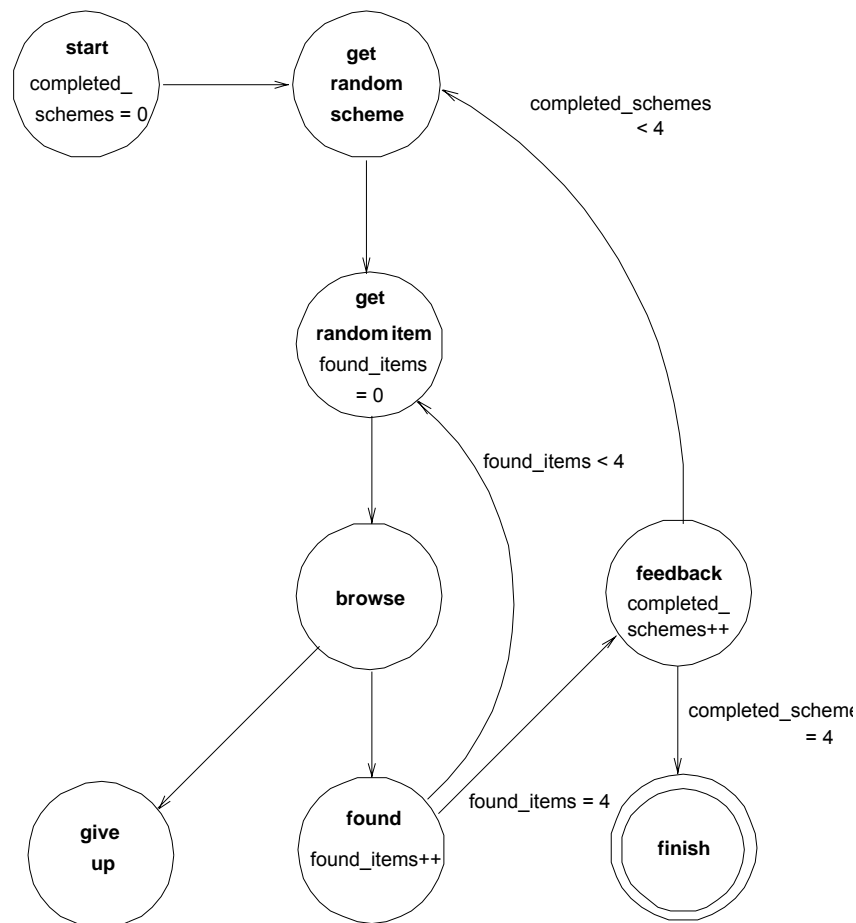 start
completed_
schemes = 0
get
random
scheme
completed_schemes
< 4
get
random item
found_items
= 0
found_items < 4
browse
feedback
completed_
schemes++
completed_scheme
= 4
give
up
found
found_items++
found_items = 4
finish